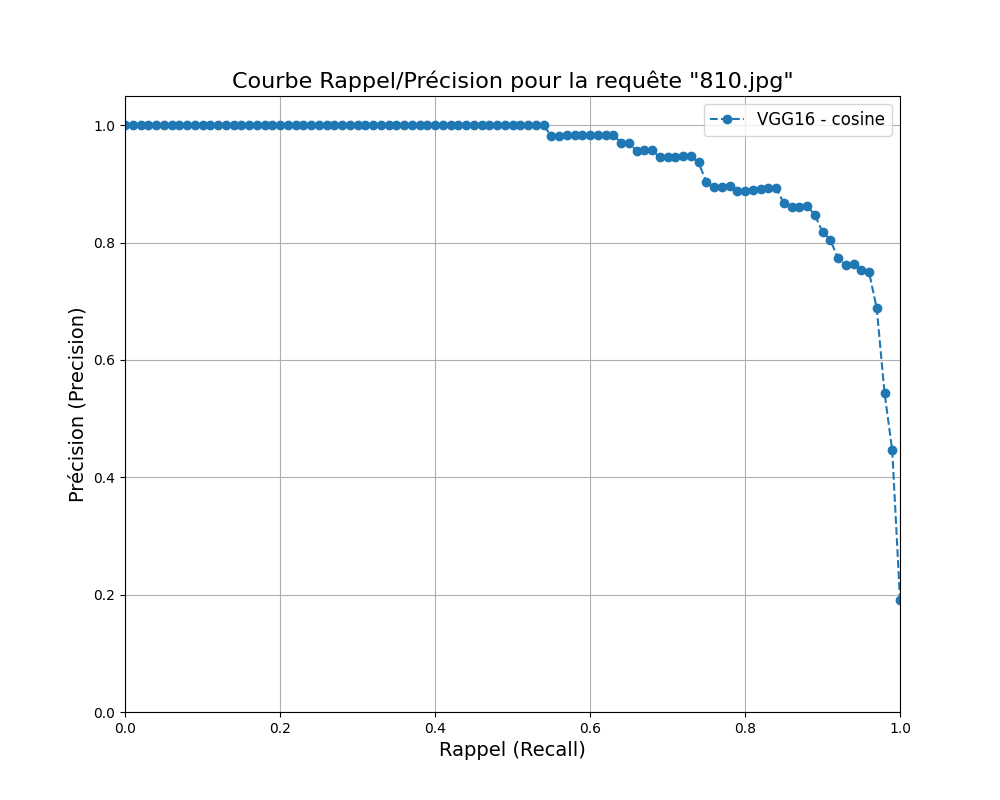 Courbe Rappel/Précision pour la requête "810.jpg"
VGG16 - cosine
Précision (Precision)
1.0
0.8
0.6
0.4
0.2
0.0
0.0 0.2 0.4 0.6 0.8 1.0
Rappel (Recall)